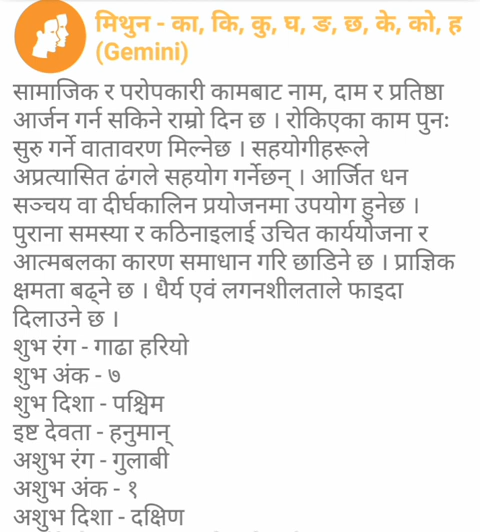 मिथुन - का, कि, कु, घ, ङ, छ, के, को, ह
(Gemini)
सामाजिक र परोपकारी कामबाट नाम, दाम र प्रतिष्ठा
आर्जन गर्न सकिने राम्रो दिन छ । रोकिएका काम पुनः
सुरु गर्ने वातावरण मिल्नेछ । सहयोगीहरूले
अप्रत्यासित ढंगले सहयोग गर्नेछन् । आर्जित धन
सञ्चय वा दीर्घकालिन प्रयोजनमा उपयोग हुनेछ ।
पुराना समस्या र कठिनाइलाई उचित कार्ययोजना र
आत्मबलका कारण समाधान गरि छाडिने छ । प्राज्ञिक
क्षमता बढ्ने छ । धैर्य एवं लगनशीलताले फाइदा
दिलाउने छ ।
शुभ रंग - गाढा हरियो
शुभ अंक - ७
शुभ दिशा - पश्चिम
इष्ट देवता - हनुमान्
अशुभ रंग - गुलाबी
अशुभ अंक - १
अशुभ दिशा - दक्षिण